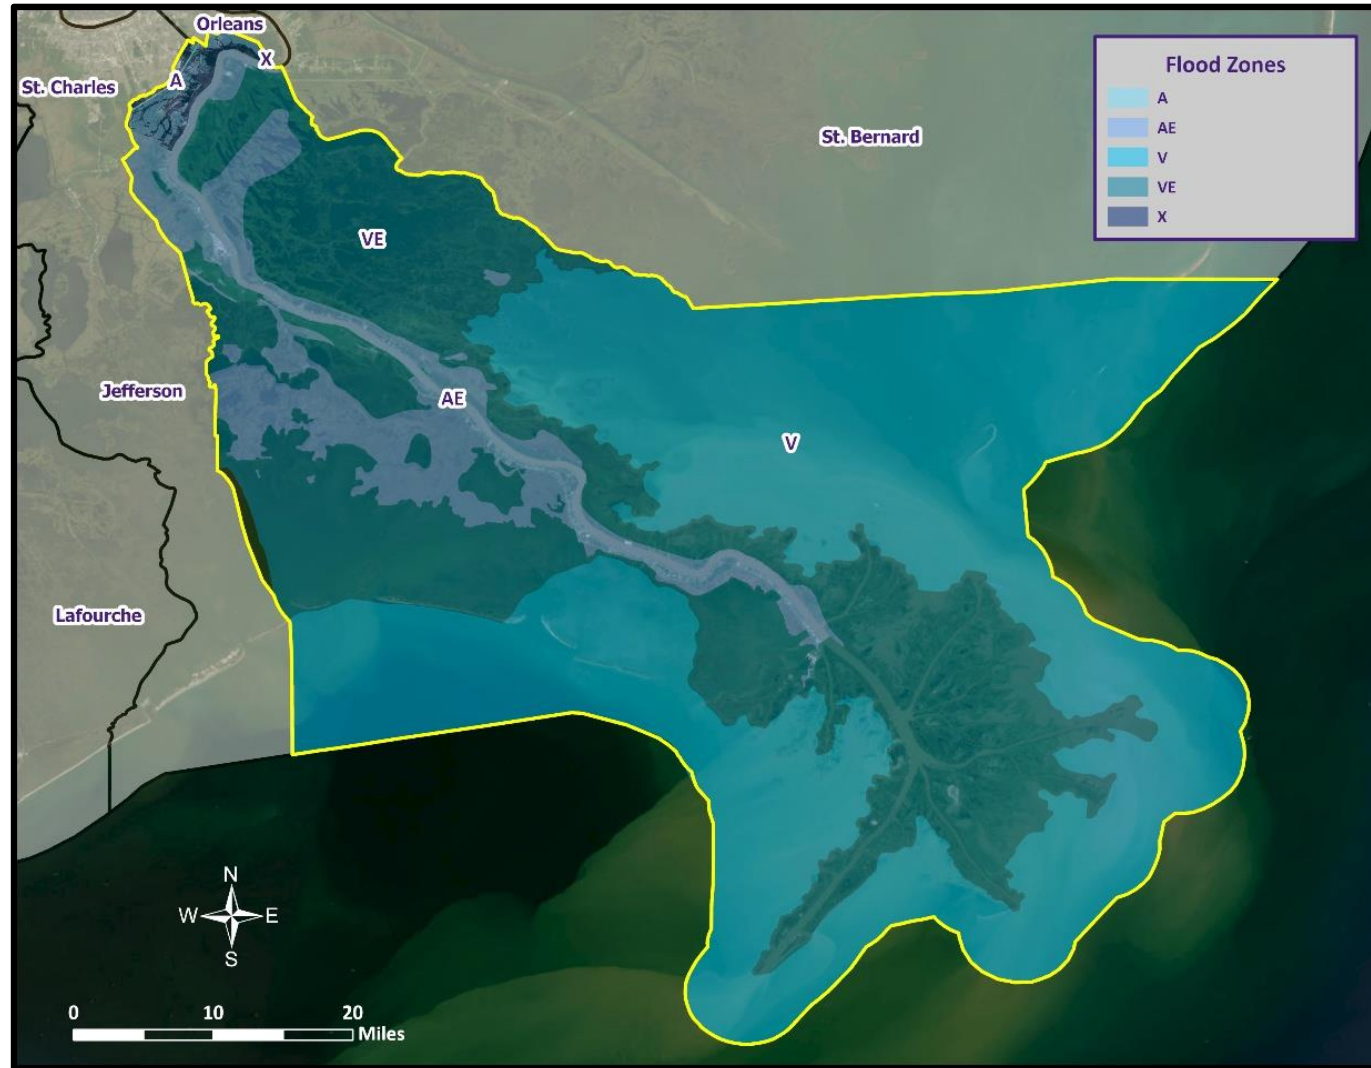 Orleans
X
A
St. Charles
Flood Zones
A
AE
V
VE
X
St. Bernard
VE
Jefferson
AE
V
Lafourche
N
W E
S
0 10 20
Miles